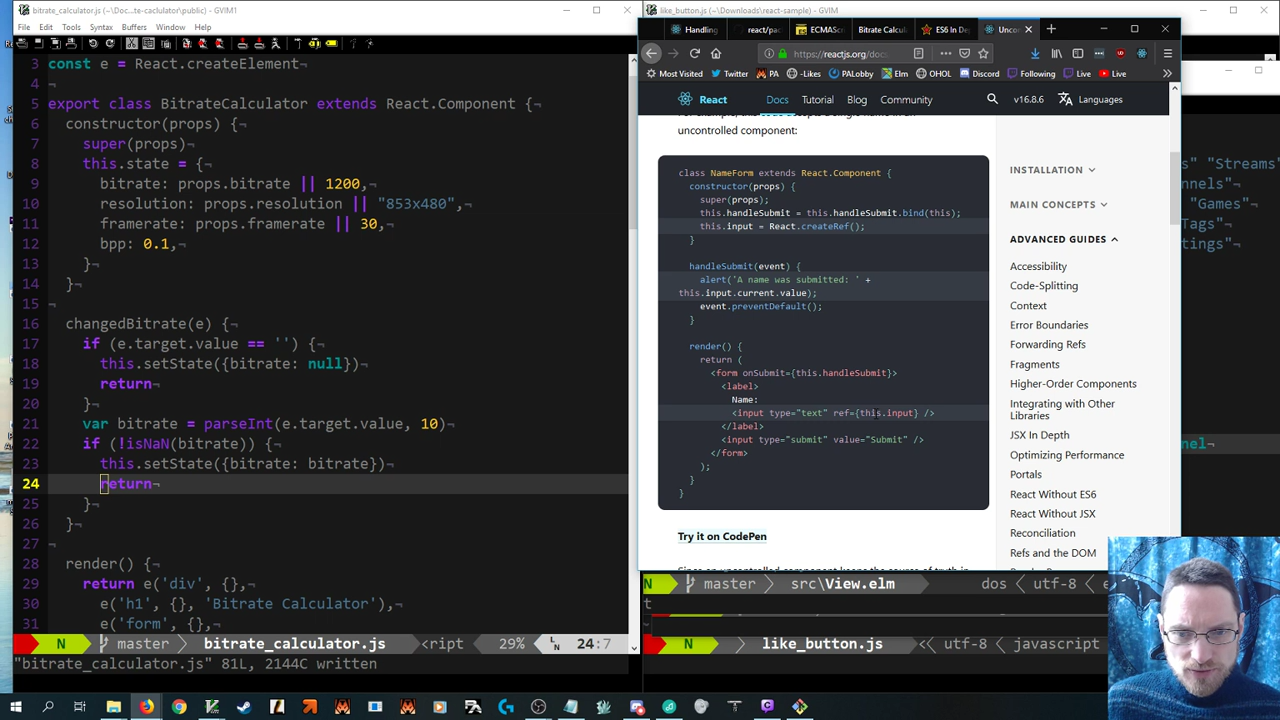 bitrate_calculator.js (~\Doc...te-caclulator\public) - GVIM1
File Edit Tools Syntax Buffers Window Help
3 const e = React.createElement¬
4 ¬
5 export class BitrateCalculator extends React.Component {¬
6 constructor(props) {¬
7 super(props)¬
8 this.state = {¬
9 bitrate: props.bitrate || 1200,¬
10 resolution: props.resolution || "853x480",¬
11 framerate: props.framerate || 30,¬
12 bpp: 0.1,¬
13 }¬
14 }¬
15 ¬
16 changedBitrate(e) {¬
17 if (e.target.value == '') {¬
18 this.setState({bitrate: null})¬
19 return¬
20 }¬
21 var bitrate = parseInt(e.target.value, 10)¬
22 if (!isNaN(bitrate)) {¬
23 this.setState({bitrate: bitrate})¬
24 return¬
25 }¬
26 }¬
27 ¬
28 render() {¬
29 return e('div', {},¬
30 e('h1', {}, 'Bitrate Calculator'),¬
31 e('form', {},¬
N master bitrate_calculator.js <ript 29% 24:7
"bitrate_calculator.js" 81L, 2144C written
like_button.js (~\Downloads\react-sample) - GVIM
Handling react/pac ECMASc Bitrate Calcul ES6 In De Uncon
https://reactjs.org/docs
Most Visited Twitter PA -Likes PALobby Elm OHOL Discord Following Live Live
React Docs Tutorial Blog Community v16.8.6 Languages
uncontrolled component:
class NameForm extends React.Component {
constructor(props) {
super(props);
this.handleSubmit = this.handleSubmit.bind(this);
this.input = React.createRef();
}
handleSubmit(event) {
alert('A name was submitted: ' +
this.input.current.value);
event.preventDefault();
}
render() {
return (
<form onSubmit={this.handleSubmit}>
<label>
Name:
<input type="text" ref={this.input} />
</label>
<input type="submit" value="Submit" />
</form>
);
}
}
Try it on CodePen
INSTALLATION
MAIN CONCEPTS
ADVANCED GUIDES
Accessibility
Code-Splitting
Context
Error Boundaries
Forwarding Refs
Fragments
Higher-Order Components
Integrating with Other
Libraries
JSX In Depth
Optimizing Performance
Portals
React Without ES6
React Without JSX
Reconciliation
Refs and the DOM
s" "Streams
nnels"¬
"Games"¬
Tags"¬
tings"¬
nel¬
N master src\View.elm dos < utf-8 < e
t
N like_button.js << utf-8 < javascript